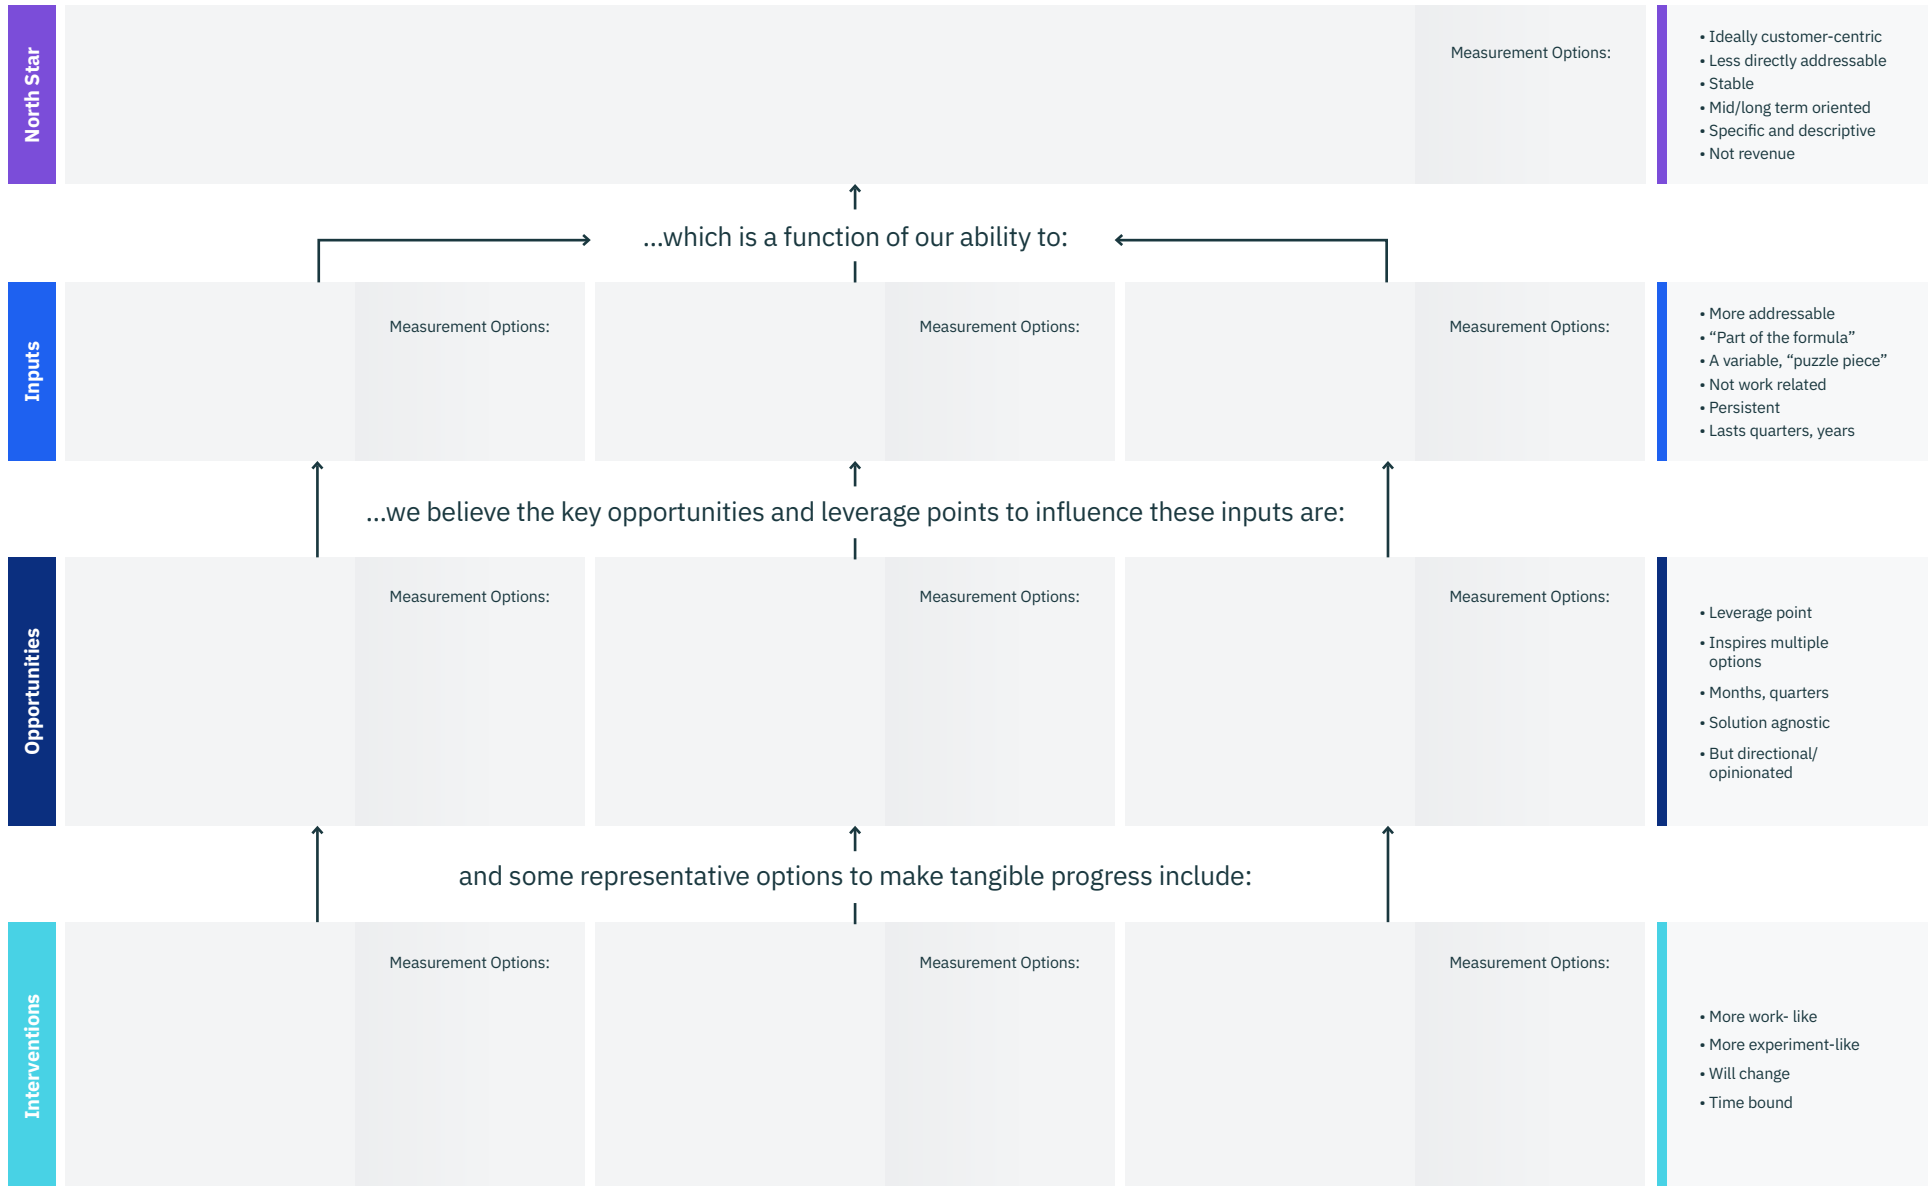 North Star
Measurement Options:
• Ideally customer-centric
• Less directly addressable
• Stable
• Mid/long term oriented
• Specific and descriptive
• Not revenue
...which is a function of our ability to:
Inputs
Measurement Options:
Measurement Options:
Measurement Options:
• More addressable
• “Part of the formula”
• A variable, “puzzle piece”
• Not work related
• Persistent
• Lasts quarters, years
...we believe the key opportunities and leverage points to influence these inputs are:
Opportunities
Measurement Options:
Measurement Options:
Measurement Options:
• Leverage point
• Inspires multiple
options
• Months, quarters
• Solution agnostic
• But directional/
opinionated
and some representative options to make tangible progress include:
Interventions
Measurement Options:
Measurement Options:
Measurement Options:
• More work- like
• More experiment-like
• Will change
• Time bound